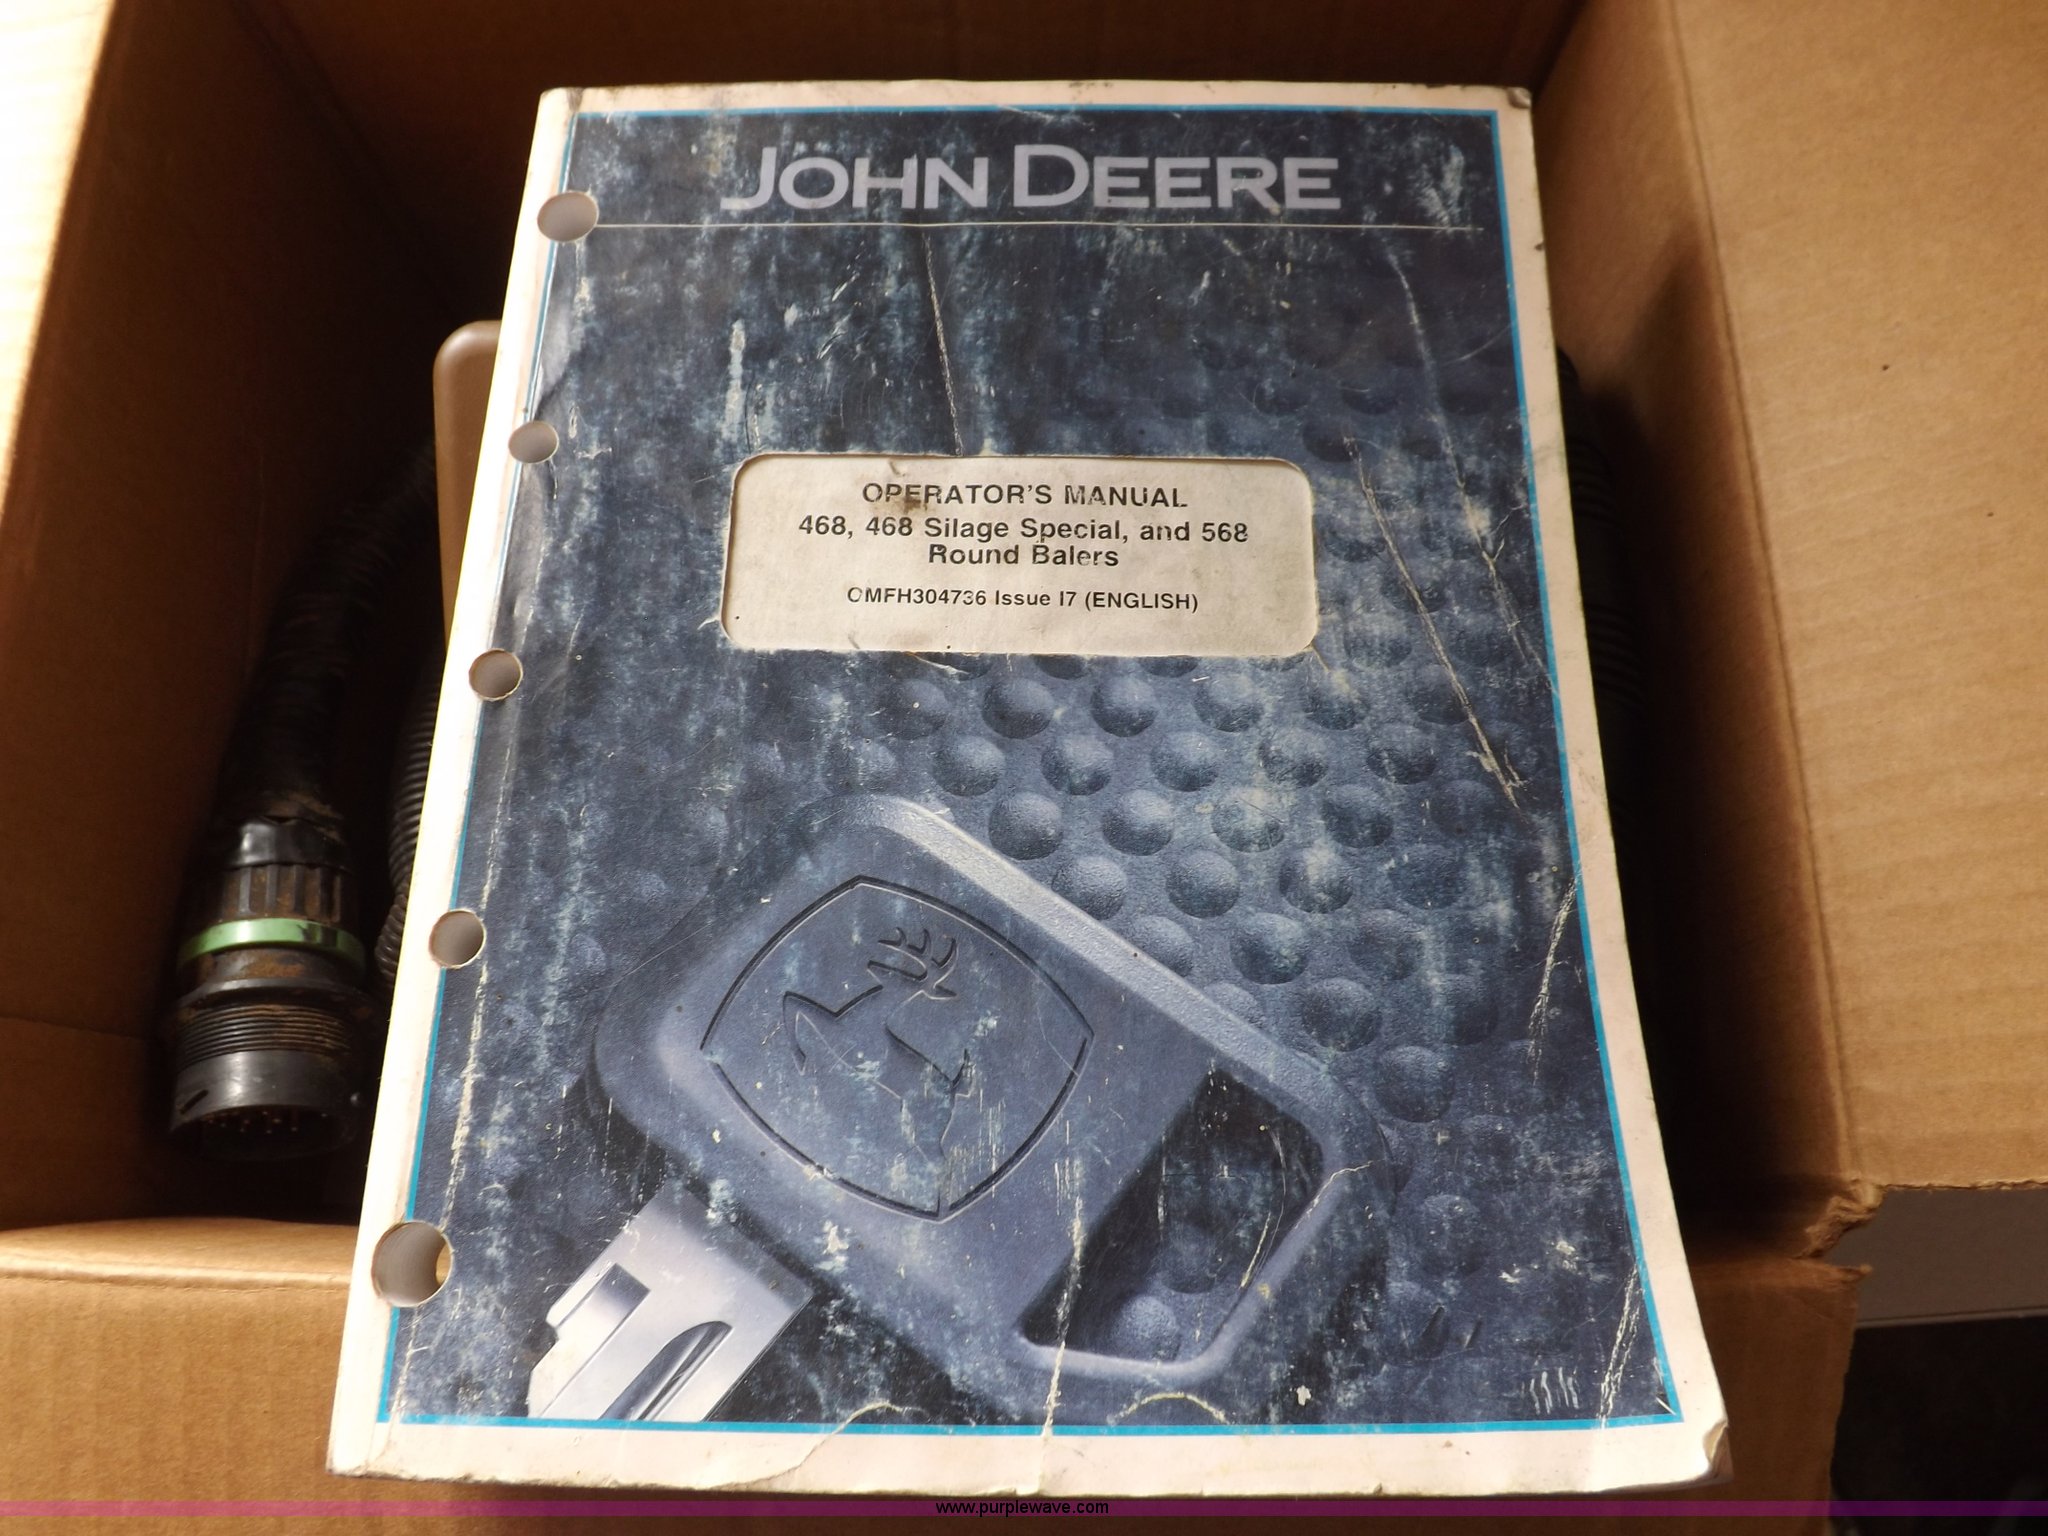 JOHN DEERE
OPERATOR'S MANUAL
468, 468 Silage Special, and 568
Round Balers
OMFH304736 Issue I7 (ENGLISH)
www.purplewave.com